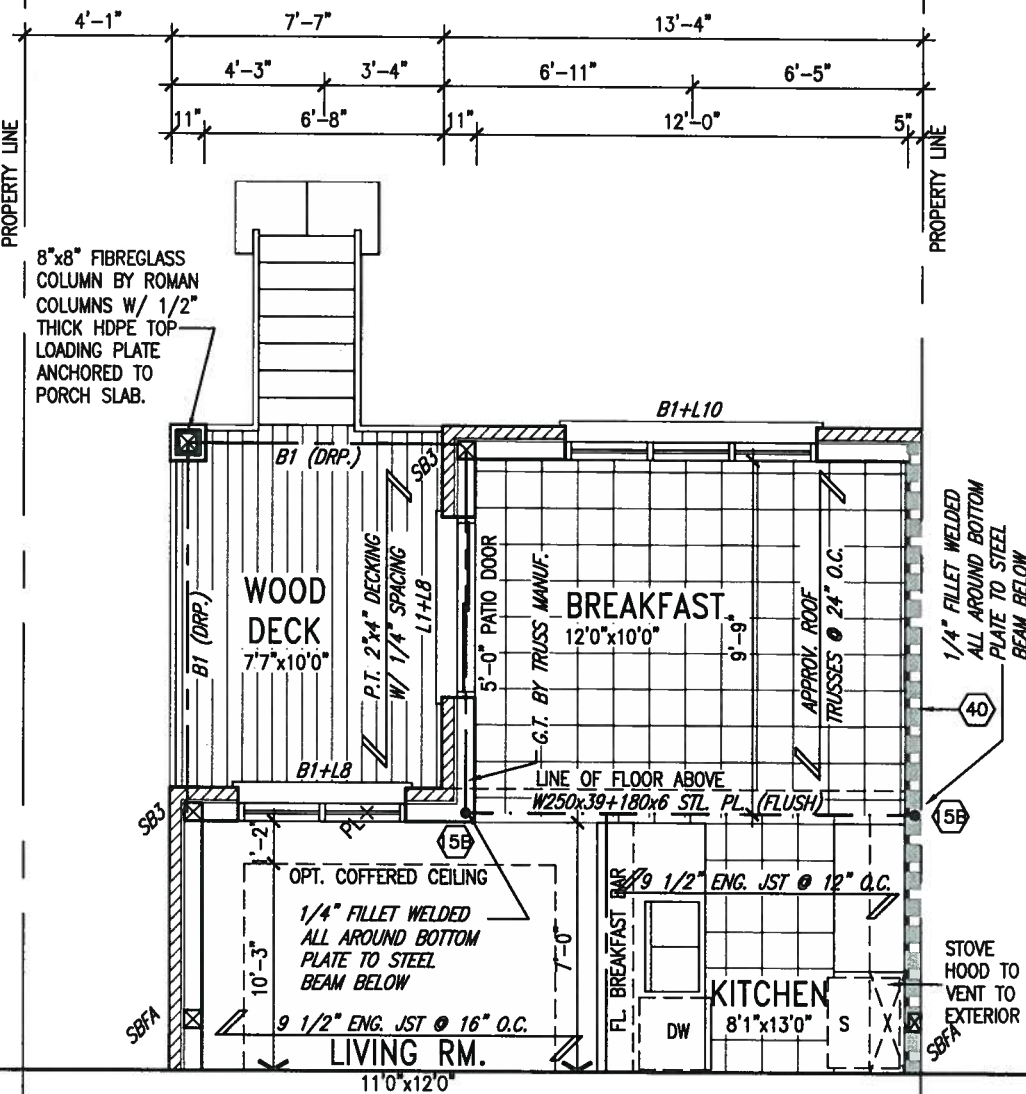 4'-1"
7'-7"
13'-4"
4'-3"
3'-4"
6'-11"
6'-5"
11"
6'-8"
11"
12'-0"
5"
PROPERTY LINE
PROPERTY LINE
8"x8" FIBREGLASS
COLUMN BY ROMAN
COLUMNS W/ 1/2"
THICK HDPE TOP
LOADING PLATE
ANCHORED TO
PORCH SLAB.
B1+L10
B1 (DRP.)
SB3
B1 (DRP.)
WOOD
DECK
7'7"x10'0"
P.T. 2"x4" DECKING
W/ 1/4" SPACING
L1+L8
5'-0" PATIO DOOR
G.T. BY TRUSS MANUF.
BREAKFAST
12'0"x10'0"
9'-9"
APPROV. ROOF
TRUSSES @ 24" O.C.
1/4" FILLET WELDED
ALL AROUND BOTTOM
PLATE TO STEEL
BEAM BELOW
40
B1+L8
LINE OF FLOOR ABOVE
W250x39+180x6 STL. PL. (FLUSH)
SB3
PL
15B
15B
1'-2"
OPT. COFFERED CEILING
1/4" FILLET WELDED
ALL AROUND BOTTOM
PLATE TO STEEL
BEAM BELOW
10'-3"
7'-0"
FL. BREAKFAST BAR
9 1/2" ENG. JST @ 12" O.C.
KITCHEN
8'1"x13'0"
DW
S
STOVE
HOOD TO
VENT TO
EXTERIOR
SBFA
SBFA
9 1/2" ENG. JST @ 16" O.C.
LIVING RM.
11'0"x12'0"